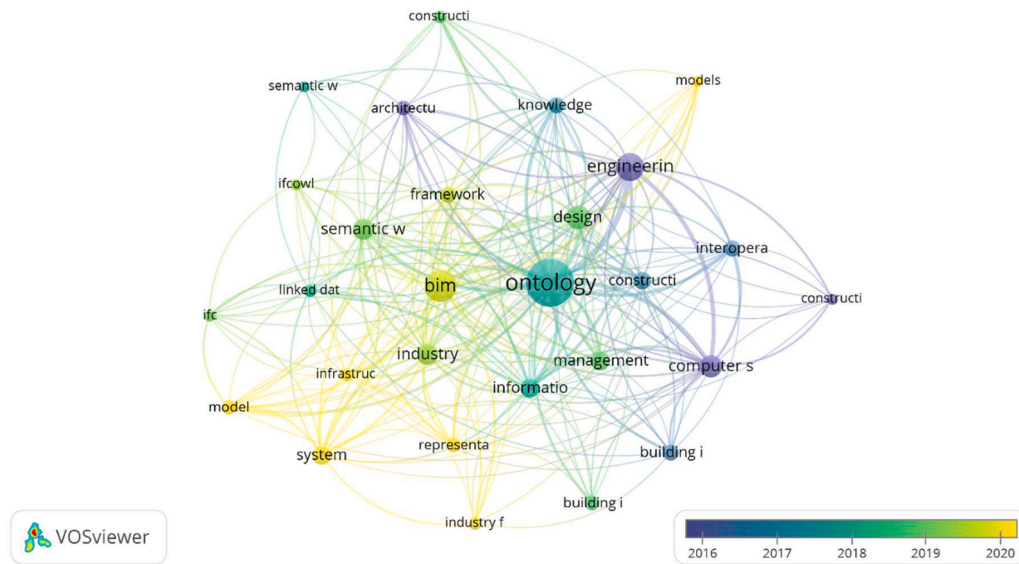 constructi
models
semantic w
architectu
knowledge
engineerin
ifcowl
framework
design
semantic w
interopera
ontology
constructi
bim
linked dat
constructi
ifc
industry
management
computer s
infrastruc
informatio
model
representa
system
building i
building i
industry f
VOSviewer
2016 2017 2018 2019 2020